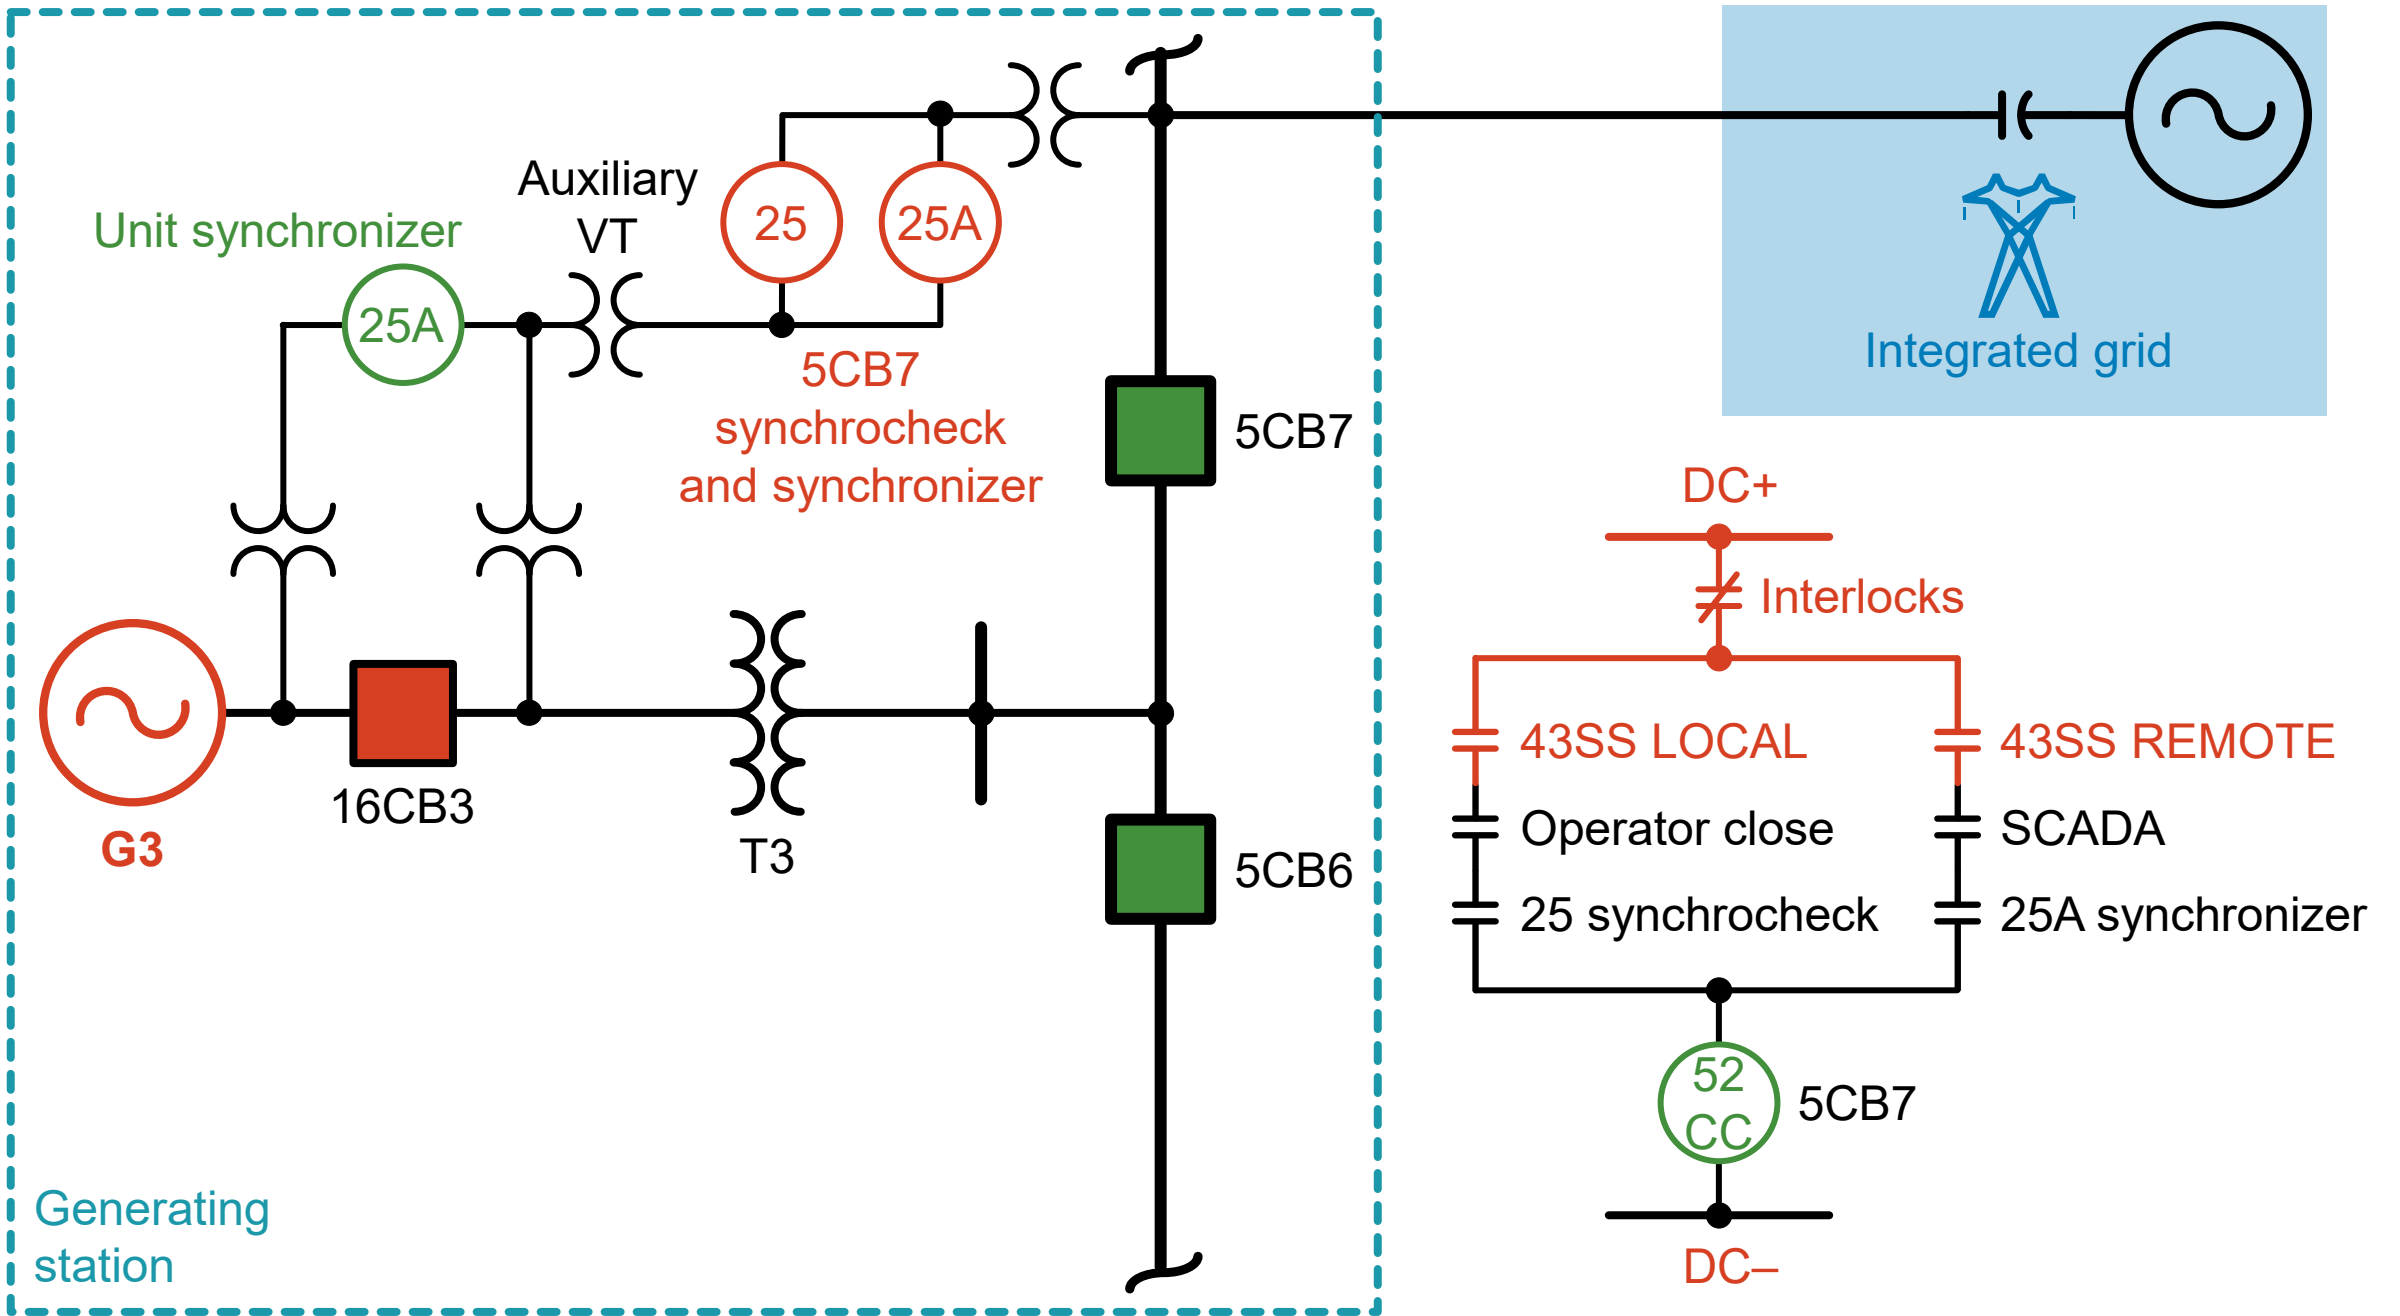 Auxiliary
VT
Unit synchronizer
25
25A
25A
5CB7
synchrocheck
and synchronizer
5CB7
Integrated grid
DC+
Interlocks
43SS LOCAL
43SS REMOTE
Operator close
SCADA
25 synchrocheck
25A synchronizer
52
CC
5CB7
DC–
16CB3
G3
T3
5CB6
Generating
station